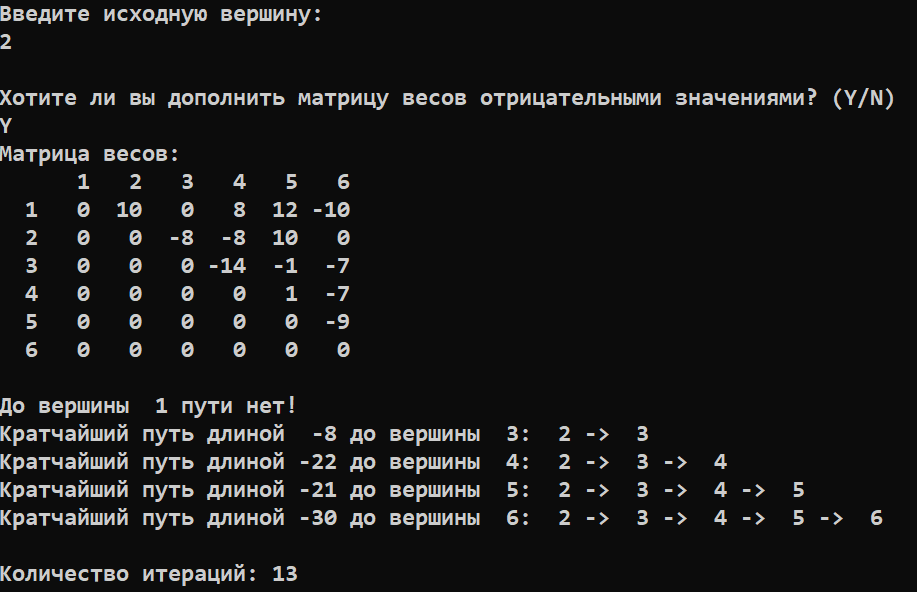 Введите исходную вершину:
2
Хотите ли вы дополнить матрицу весов отрицательными значениями? (Y/N)
Y
Матрица весов:
1 2 3 4 5 6
1 0 10 0 8 12 -10
2 0 0 -8 -8 10 0
3 0 0 0 -14 -1 -7
4 0 0 0 0 1 -7
5 0 0 0 0 0 -9
6 0 0 0 0 0 0
До вершины 1 пути нет!
Кратчайший путь длиной -8 до вершины 3: 2 -> 3
Кратчайший путь длиной -22 до вершины 4: 2 -> 3 -> 4
Кратчайший путь длиной -21 до вершины 5: 2 -> 3 -> 4 -> 5
Кратчайший путь длиной -30 до вершины 6: 2 -> 3 -> 4 -> 5 -> 6
Количество итераций: 13